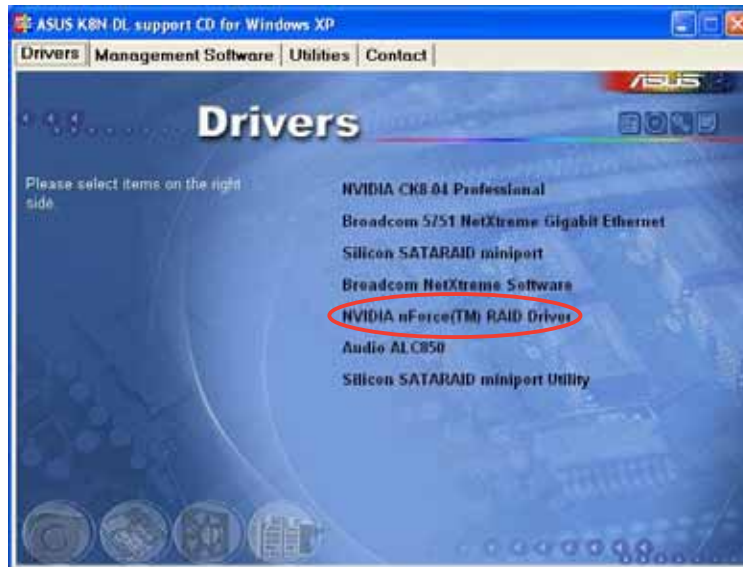 ASUS K8N-DL support CD for Windows XP
Drivers Management Software Utilities Contact
ASUS
Drivers
Please select items on the right
side.
NVIDIA CK8-04 Professional
Broadcom 5751 NetXtreme Gigabit Ethernet
Silicon SATARAID miniport
Broadcom NetXtreme Software
NVIDIA nForce(TM) RAID Driver
Audio ALC850
Silicon SATARAID miniport Utility